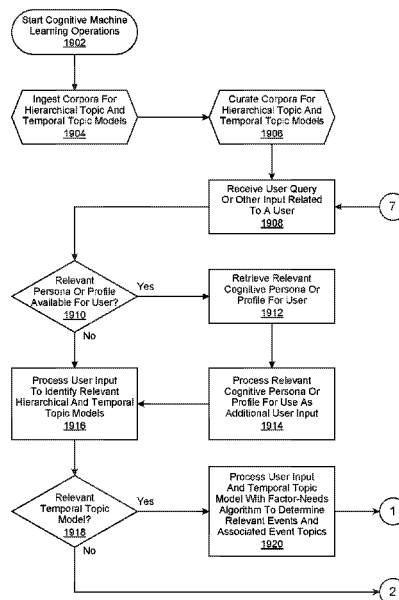 Start Cognitive Machine
Learning Operations
1902
Ingest Corpora For
Hierarchical Topic And
Temporal Topic Models
1904
Curate Corpora For
Hierarchical Topic And
Temporal Topic Models
1906
Receive User Query
Or Other Input Related
To A User
1908
7
Relevant
Persona Or Profile
Available For User?
1910
Yes
No
Retrieve Relevant
Cognitive Persona Or
Profile For User
1912
Process User Input
To Identify Relevant
Hierarchical And Temporal
Topic Models
1916
Process Relevant
Cognitive Persona Or
Profile For Use As
Additional User Input
1914
Relevant
Temporal Topic
Model?
1918
Yes
No
Process User Input
And Temporal Topic
Model With Factor-Needs
Algorithm To Determine
Relevant Events And
Associated Event Topics
1920
1
2